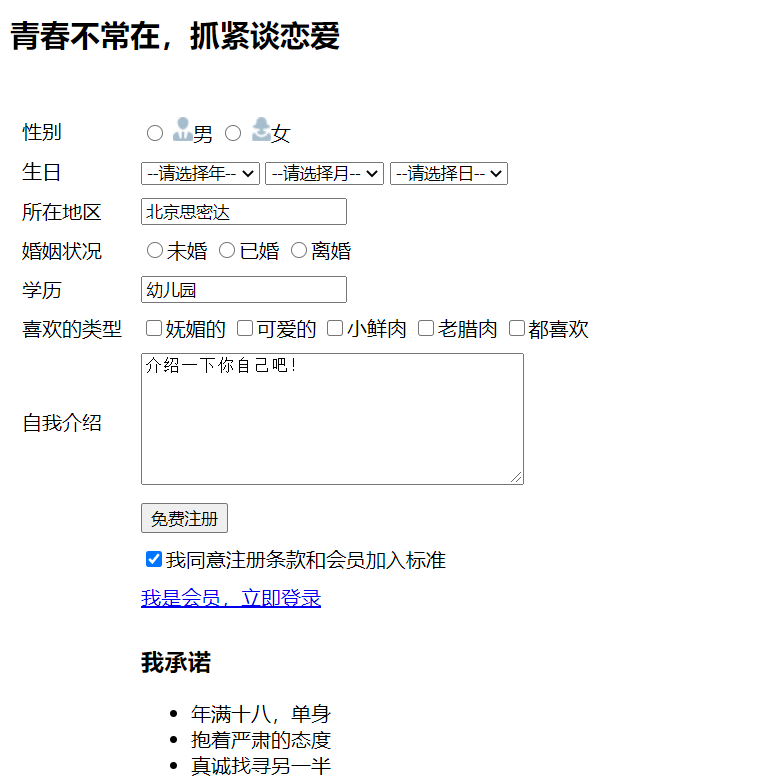 青春不常在，抓紧谈恋爱
性别 男 女
生日 --请选择年-- --请选择月-- --请选择日--
所在地区 北京思密达
婚姻状况 未婚 已婚 离婚
学历 幼儿园
喜欢的类型 妩媚的 可爱的 小鲜肉 老腊肉 都喜欢
介绍一下你自己吧！
自我介绍
免费注册
我同意注册条款和会员加入标准
我是会员，立即登录
我承诺
年满十八，单身
抱着严肃的态度
真诚找寻另一半